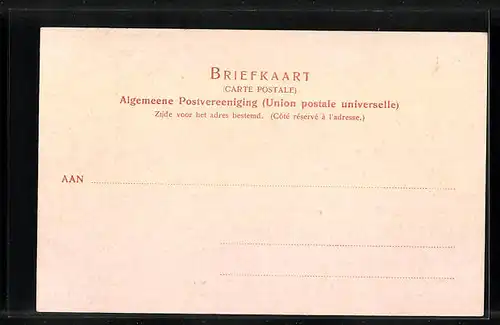 BRIEFKAART
(CARTE POSTALE)
Algemeene Postvereeniging (Union postale universelle)
Zijde voor het adres bestemd. (Côté réservé à l'adresse.)
AAN